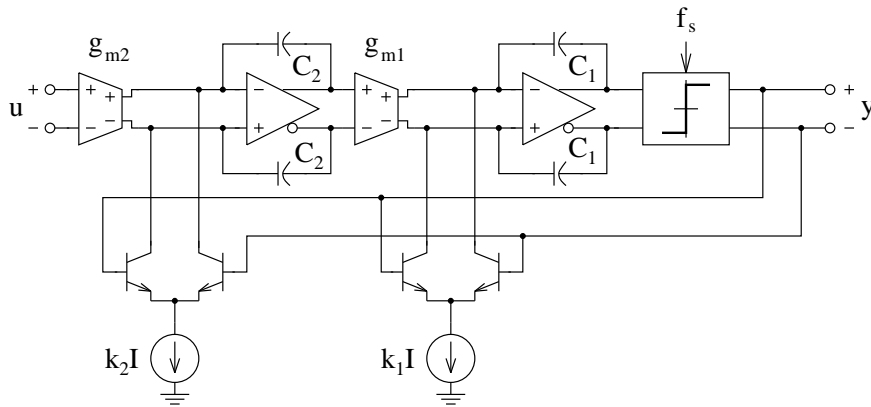 f_s
g_m2
g_m1
C_2
C_1
+
+
+
−
+
−
+
u
+
y
−
−
−
+
−
−
+
−
C_2
C_1
k_2I
k_1I